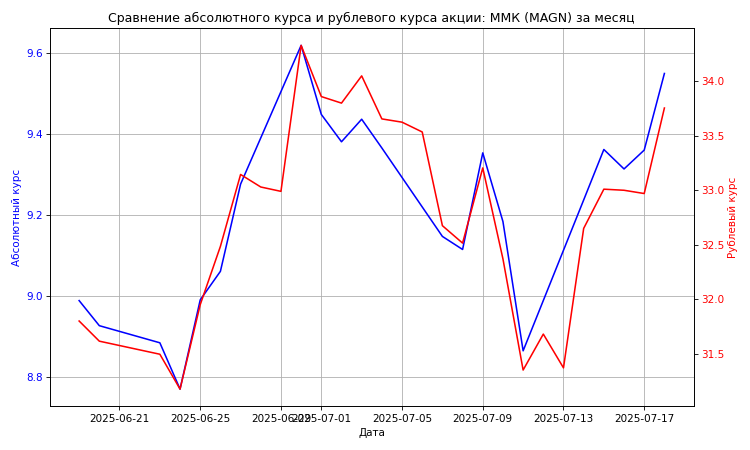 Сравнение абсолютного курса и рублевого курса акции: ММК (MAGN) за месяц
Абсолютный курс
9.6
9.4
9.2
9.0
8.8
34.0
33.5
33.0
32.5
32.0
31.5
Рублевый курс
2025-06-21 2025-06-25 2025-06-29 2025-07-01 2025-07-05 2025-07-09 2025-07-13 2025-07-17
Дата